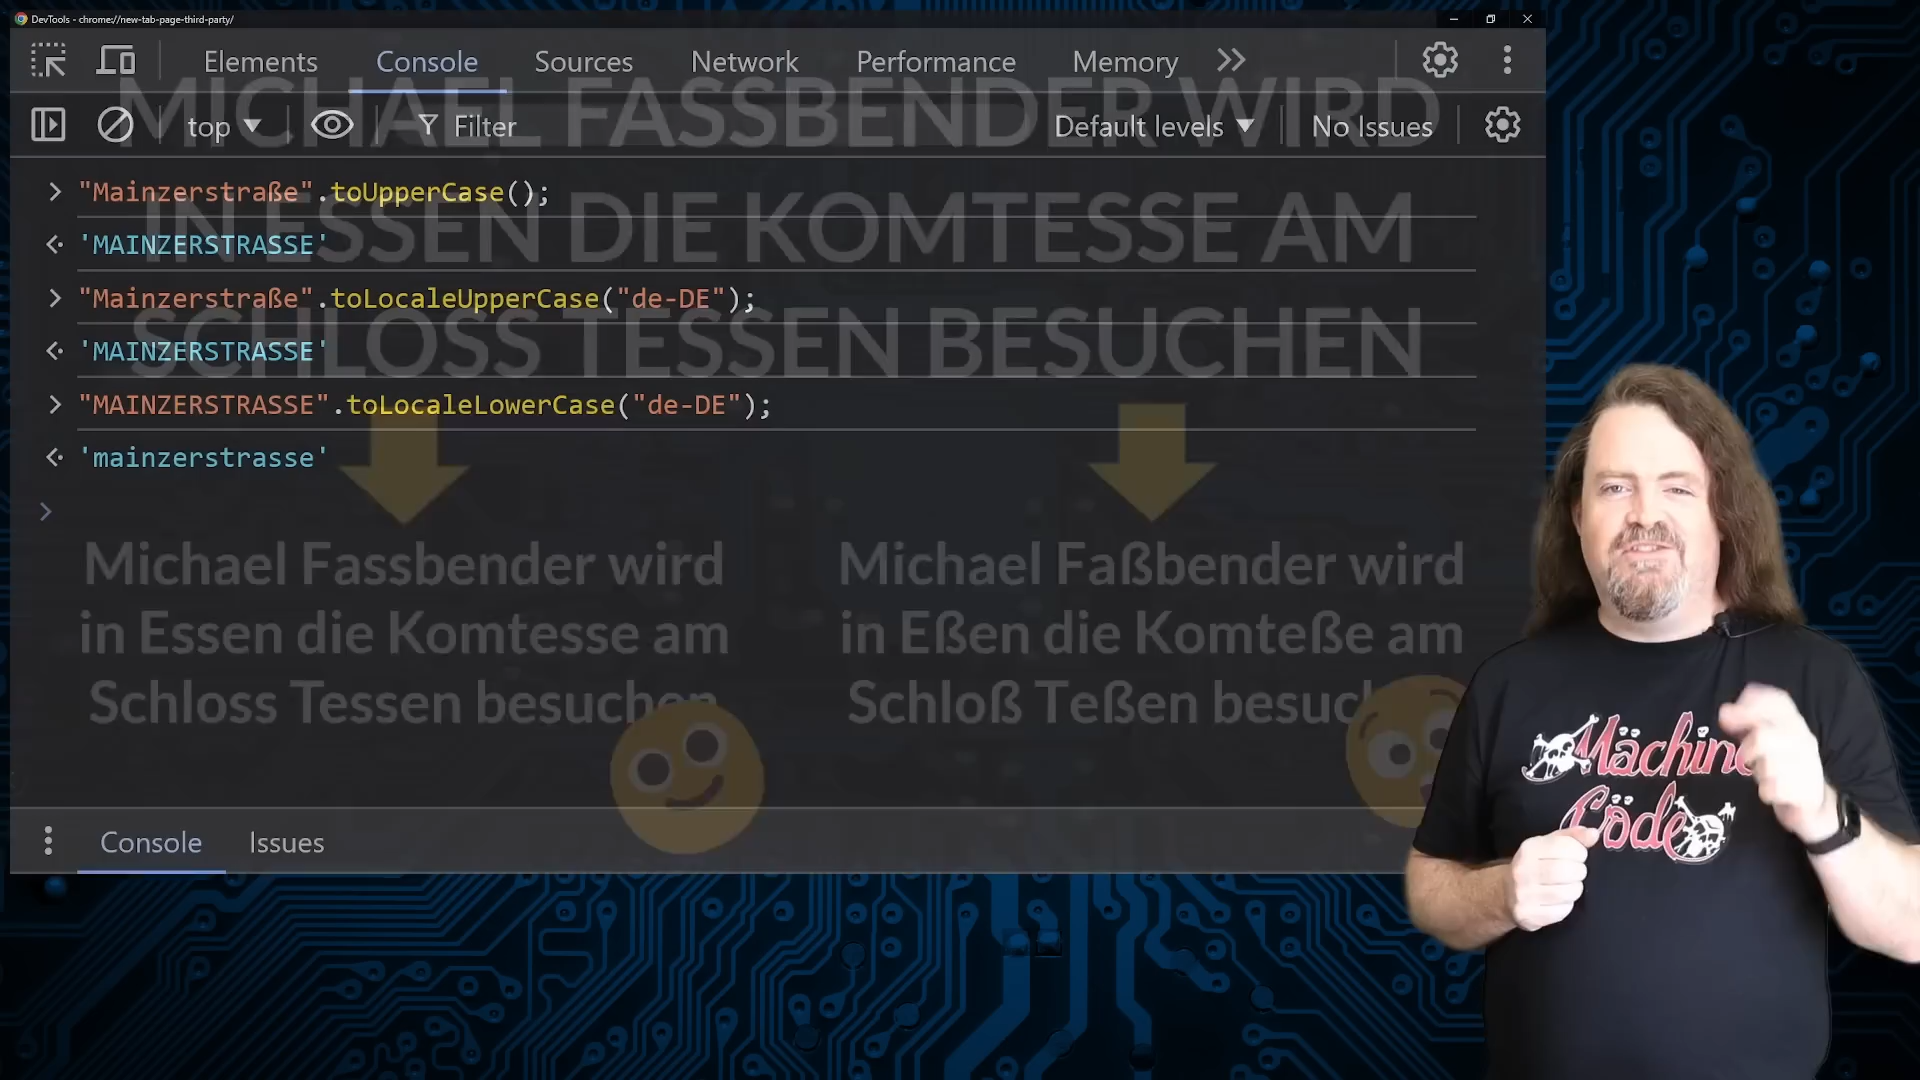 DevTools - chrome://new-tab-page-third-party/
Elements Console Sources Network Performance Memory
top Filter Default levels No Issues
MICHAEL FASSBENDER WIRD
IN ESSEN DIE KOMTESSE AM
SCHLOSS TESSEN BESUCHEN
> "Mainzerstraße".toUpperCase();
'MAINZERSTRASSE'
> "Mainzerstraße".toLocaleUpperCase("de-DE");
'MAINZERSTRASSE'
> "MAINZERSTRASSE".toLocaleLowerCase("de-DE");
'mainzerstrasse'
>
Michael Fassbender wird
in Essen die Komtesse am
Schloss Tessen besuchen
Michael Faßbender wird
in Eßen die Komteße am
Schloß Teßen besuc
Console Issues
Mächine
Cöde